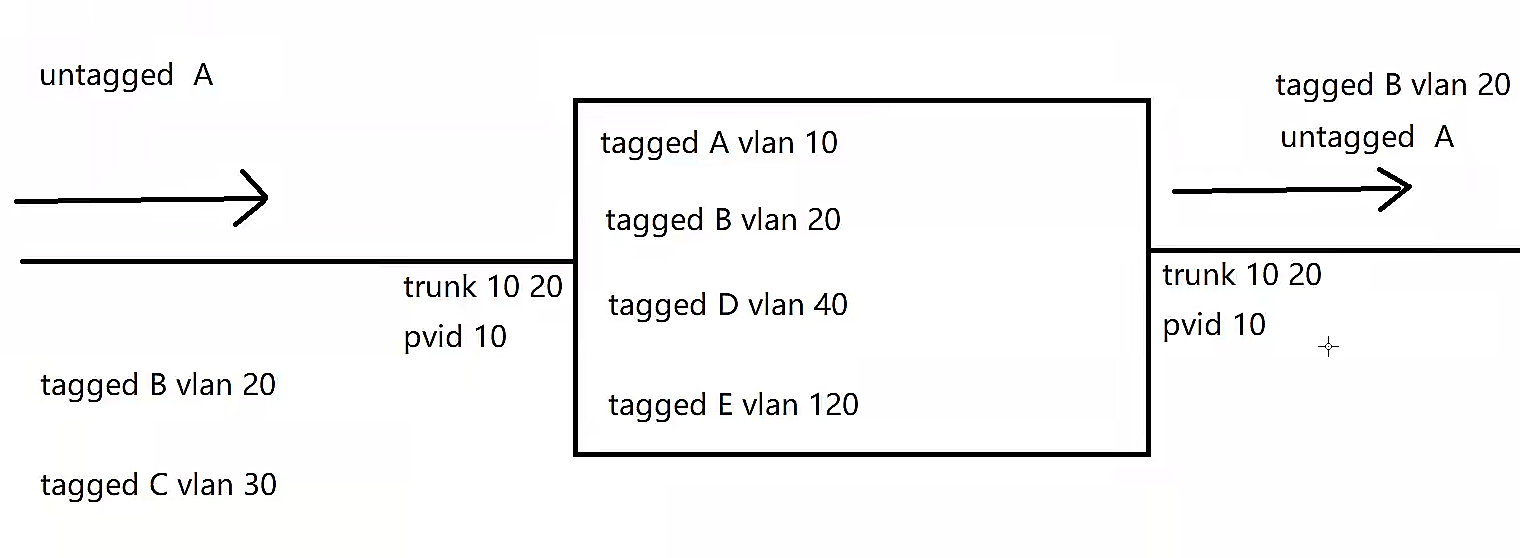 untagged A
trunk 10 20
pvid 10
tagged B vlan 20
tagged C vlan 30
tagged A vlan 10
tagged B vlan 20
tagged D vlan 40
tagged E vlan 120
tagged B vlan 20
untagged A
trunk 10 20
pvid 10